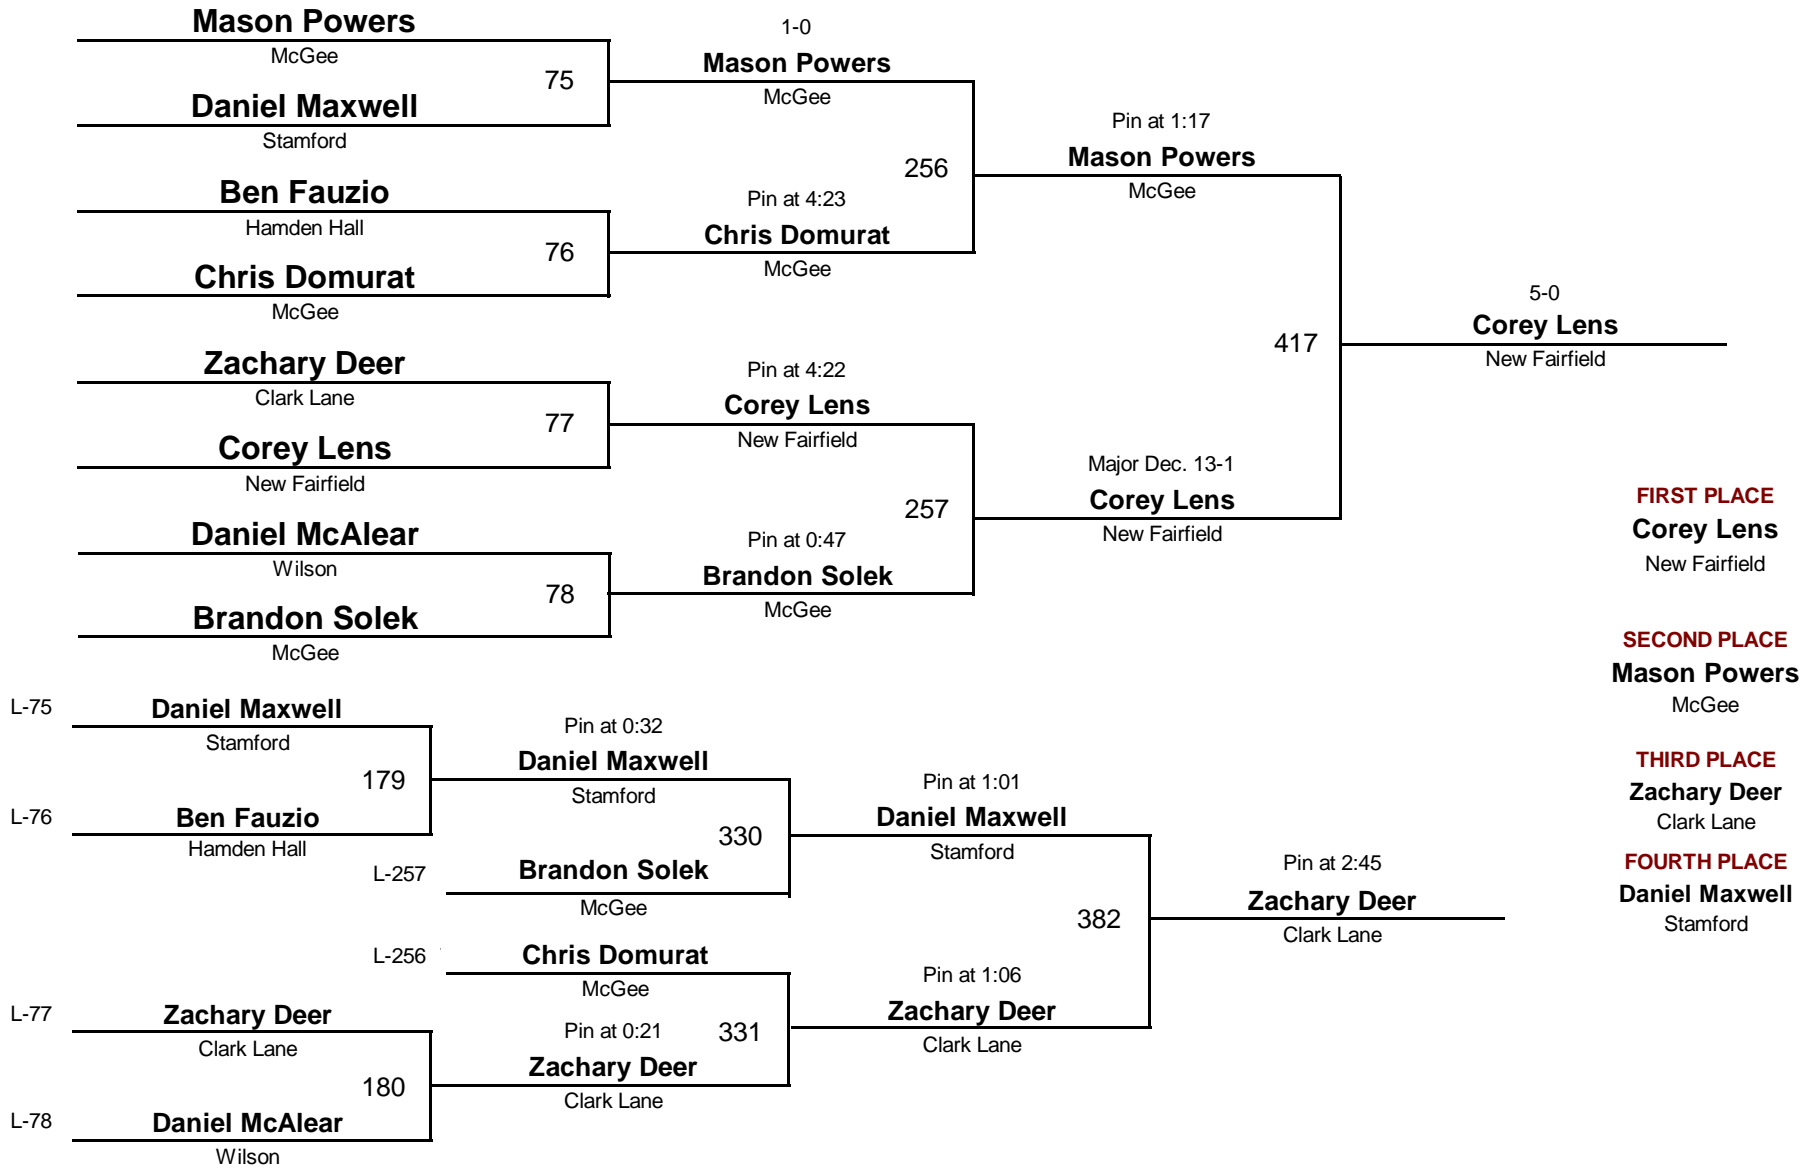 Mason Powers
McGee
75
Daniel Maxwell
Stamford
Ben Fauzio
Hamden Hall
76
Chris Domurat
McGee
Zachary Deer
Clark Lane
77
Corey Lens
New Fairfield
Daniel McAlear
Wilson
78
Brandon Solek
McGee
1-0
Mason Powers
McGee
256
Pin at 4:23
Chris Domurat
McGee
Pin at 4:22
Corey Lens
New Fairfield
257
Pin at 0:47
Brandon Solek
McGee
Pin at 1:17
Mason Powers
McGee
417
Major Dec. 13-1
Corey Lens
New Fairfield
5-0
Corey Lens
New Fairfield
FIRST PLACE
Corey Lens
New Fairfield
SECOND PLACE
Mason Powers
McGee
THIRD PLACE
Zachary Deer
Clark Lane
FOURTH PLACE
Daniel Maxwell
Stamford
L-75
Daniel Maxwell
Stamford
179
L-76
Ben Fauzio
Hamden Hall
Pin at 0:32
Daniel Maxwell
Stamford
330
L-257
Brandon Solek
McGee
L-256
Chris Domurat
McGee
331
L-77
Zachary Deer
Clark Lane
180
L-78
Daniel McAlear
Wilson
Pin at 0:21
Zachary Deer
Clark Lane
Pin at 1:01
Daniel Maxwell
Stamford
382
Pin at 1:06
Zachary Deer
Clark Lane
Pin at 2:45
Zachary Deer
Clark Lane